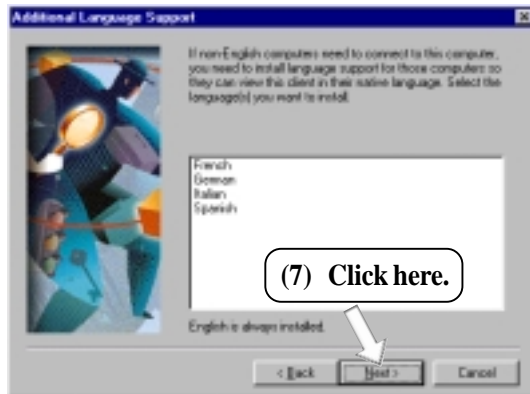 Additional Language Support
If non-English computers need to connect to this computer,
you need to install language support for those computers so
they can view this client in their native language. Select the
language(s) you want to install.
French
German
Italian
Spanish
(7) Click here.
English is always installed.
< Back
Next >
Cancel